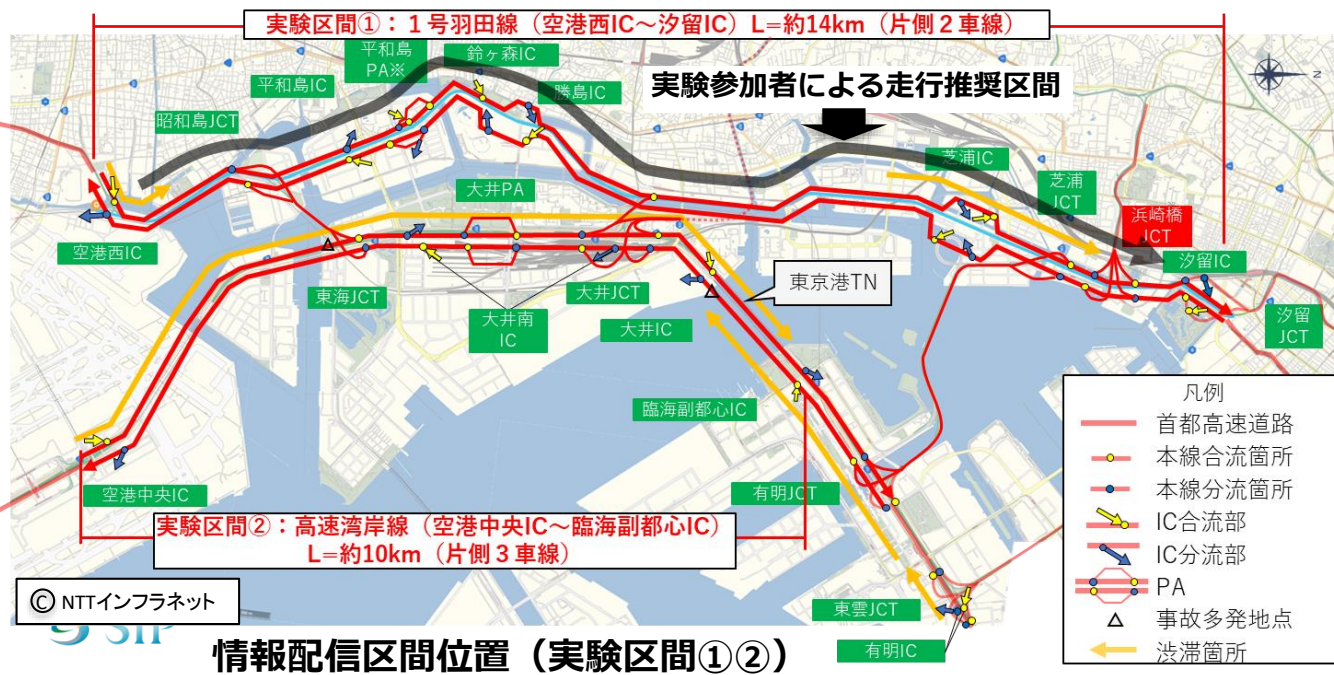 実験区間①：１号羽田線（空港西IC～汐留IC）L=約14km（片側２車線）
平和島
PA※
鈴ヶ森IC
平和島IC
勝島IC
実験参加者による走行推奨区間
N
昭和島JCT
芝浦IC
芝浦
JCT
大井PA
浜崎橋
JCT
空港西IC
汐留IC
東海JCT
大井JCT
東京港TN
大井南
IC
大井IC
汐留
JCT
臨海副都心IC
空港中央IC
有明JCT
実験区間②：高速湾岸線（空港中央IC～臨海副都心IC）
L=約10km（片側３車線）
東雲JCT
有明IC
凡例
首都高速道路
本線合流箇所
本線分流箇所
IC合流部
IC分流部
PA
事故多発地点
渋滞箇所
Ⓒ NTTインフラネット
情報配信区間位置（実験区間①②）